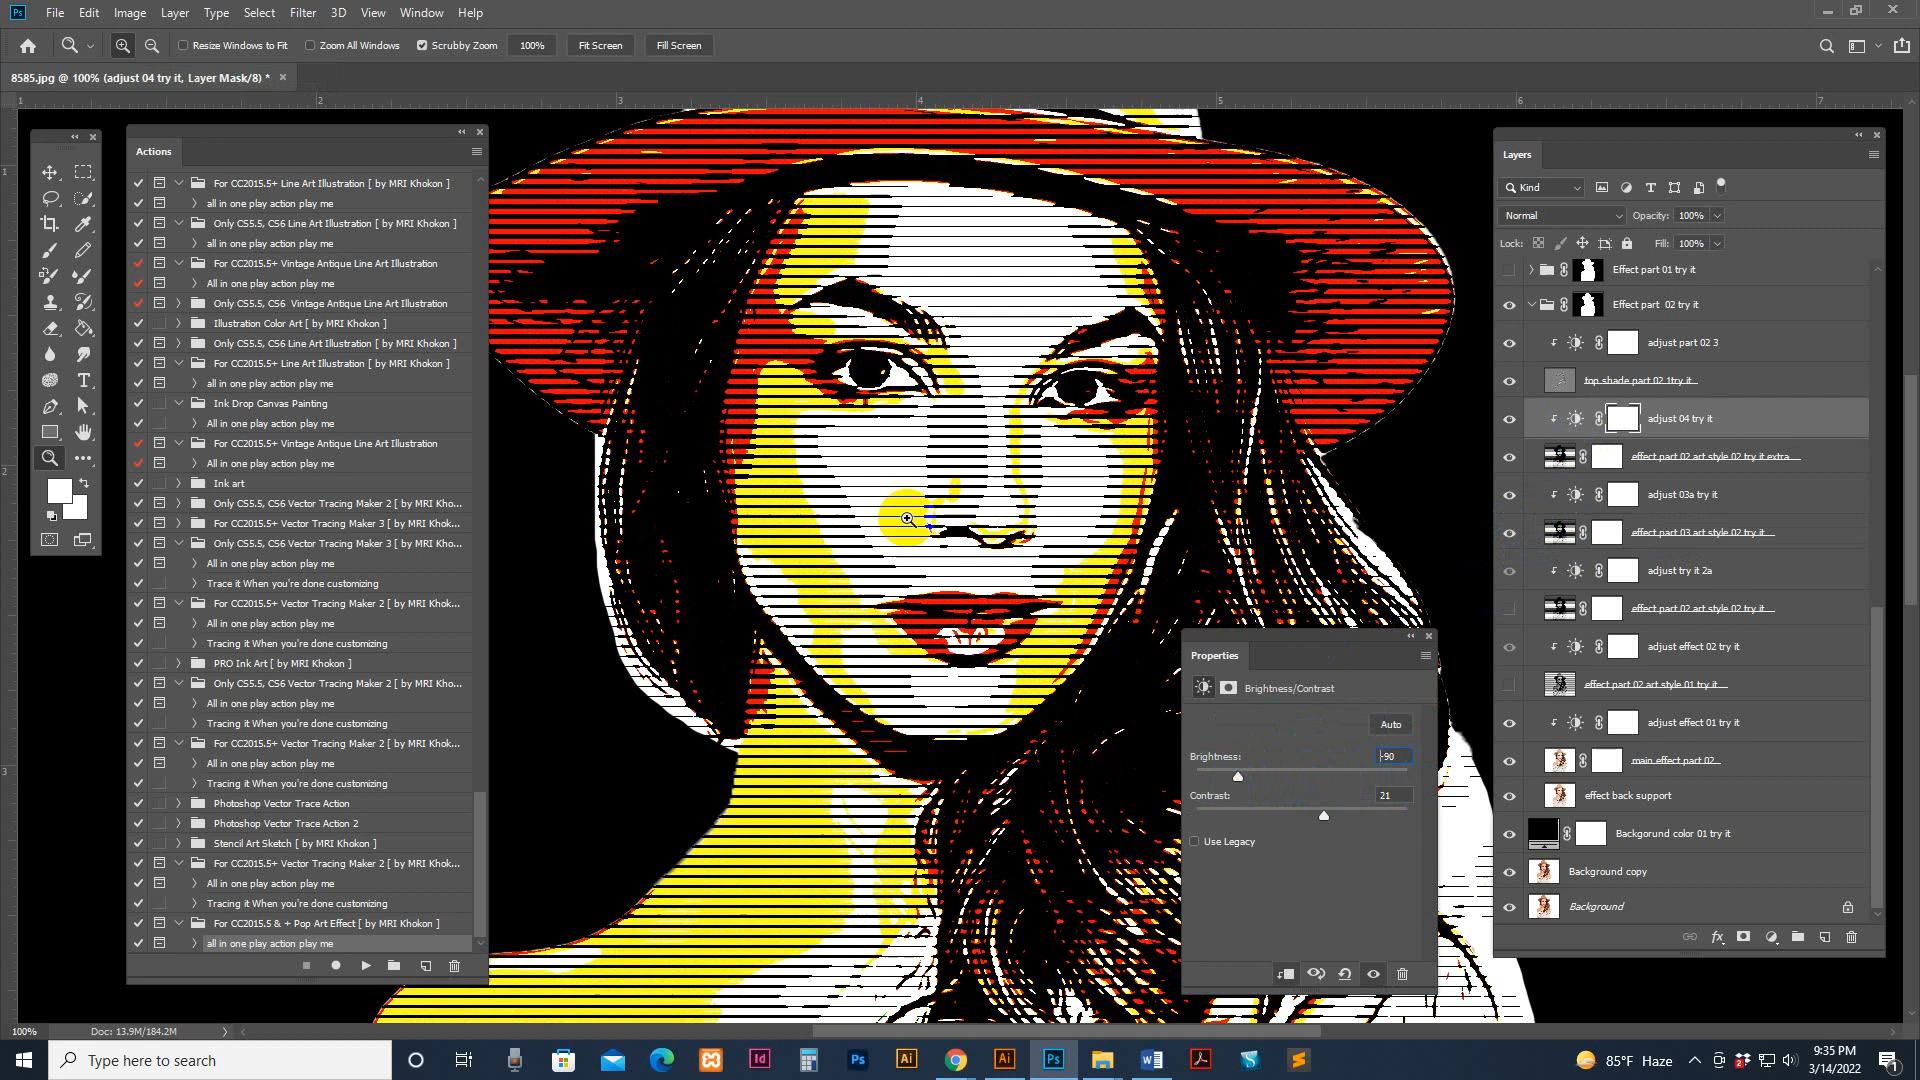 Ps File Edit Image Layer Type Select Filter 3D View Window Help
Resize Windows to Fit Zoom All Windows Scrubby Zoom 100% Fit Screen Fill Screen
8585.jpg @ 100% (adjust 04 try it, Layer Mask/8) *
1 2 3 4 5 6 7
1
2
3
Actions
For CC2015.5+ Line Art Illustration [ by MRI Khokon ]
all in one play action play me
Only CS5.5, CS6 Line Art Illustration [ by MRI Khokon ]
all in one play action play me
For CC2015.5+ Vintage Antique Line Art Illustration
All in one play action play me
Only CS5.5, CS6  Vintage Antique Line Art Illustration
Illustration Color Art [ by MRI Khokon ]
Only CS5.5, CS6 Line Art Illustration [ by MRI Khokon ]
For CC2015.5+ Line Art Illustration [ by MRI Khokon ]
all in one play action play me
Ink Drop Canvas Painting
All in one play action play me
For CC2015.5+ Vintage Antique Line Art Illustration
All in one play action play me
Ink art
Only CS5.5, CS6 Vector Tracing Maker 2 [ by MRI Kho...
For CC2015.5+ Vector Tracing Maker 3 [ by MRI Khok...
Only CS5.5, CS6 Vector Tracing Maker 3 [ by MRI Kho...
All in one play action play me
Trace it When you're done customizing
For CC2015.5+ Vector Tracing Maker 2 [ by MRI Khok...
All in one play action play me
Tracing it When you're done customizing
PRO Ink Art [ by MRI Khokon ]
Only CS5.5, CS6 Vector Tracing Maker 2 [ by MRI Kho...
All in one play action play me
Tracing it When you're done customizing
For CC2015.5+ Vector Tracing Maker 2 [ by MRI Khok...
All in one play action play me
Tracing it When you're done customizing
Photoshop Vector Trace Action
Photoshop Vector Trace Action 2
Stencil Art Sketch [ by MRI Khokon ]
For CC2015.5+ Vector Tracing Maker 2 [ by MRI Khok...
All in one play action play me
Tracing it When you're done customizing
For CC2015.5 & + Pop Art Effect [ by MRI Khokon ]
all in one play action play me
Layers
Kind
Normal Opacity: 100%
Lock: Fill: 100%
Effect part 01 try it
Effect part  02 try it
adjust part 02 3
top shade part 02 1try it
adjust 04 try it
effect part 02 art style 02 try it extra
adjust 03a try it
effect part 03 art style 02 try it
adjust try it 2a
effect part 02 art style 02 try it
adjust effect 02 try it
effect part 02 art style 01 try it
adjust effect 01 try it
main effect part 02
effect back support
Backgorund color 01 try it
Background copy
Background
Properties
Brightness/Contrast
Auto
Brightness: -90
Contrast: 21
Use Legacy
100% Doc: 13.9M/184.2M
Type here to search
Id Ps Ai Ai Ps
85°F Haze
9:35 PM
3/14/2022
1